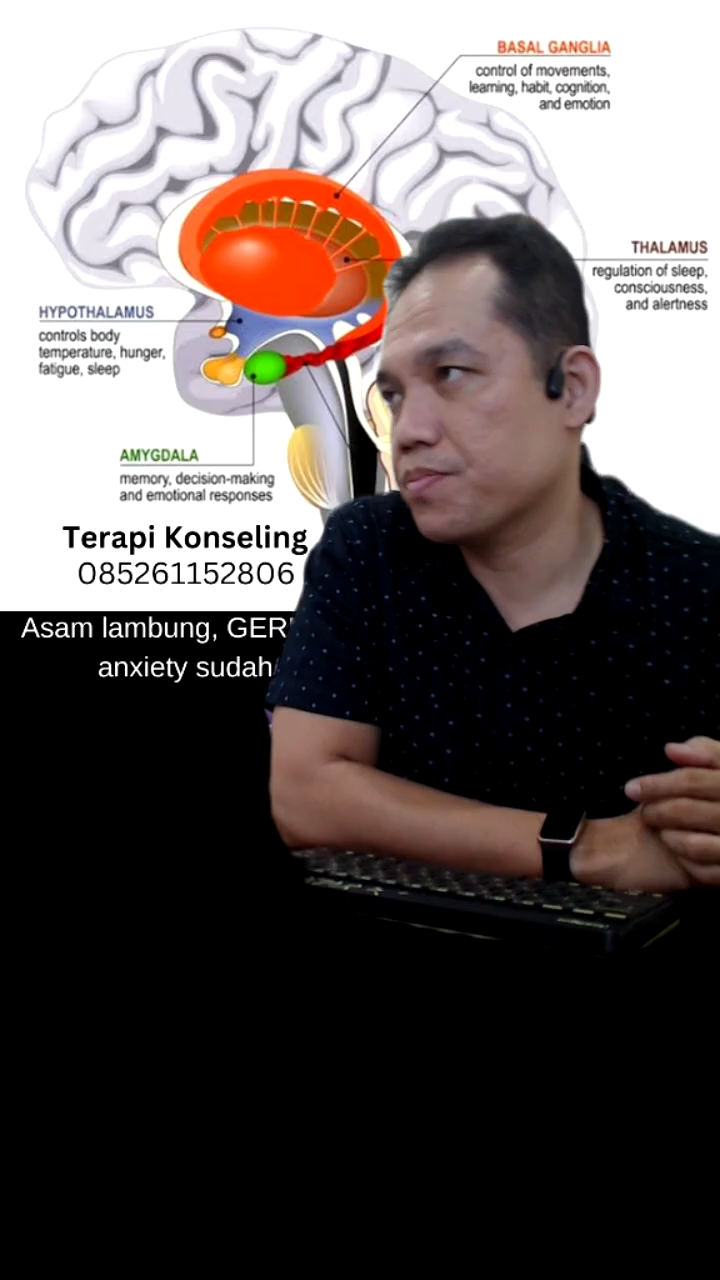 BASAL GANGLIA
control of movements,
learning, habit, cognition,
and emotion
THALAMUS
regulation of sleep,
consciousness,
and alertness
HYPOTHALAMUS
controls body
temperature, hunger,
fatigue, sleep
AMYGDALA
memory, decision-making
and emotional responses
Terapi Konseling
085261152806
Asam lambung,
anxiety sudah